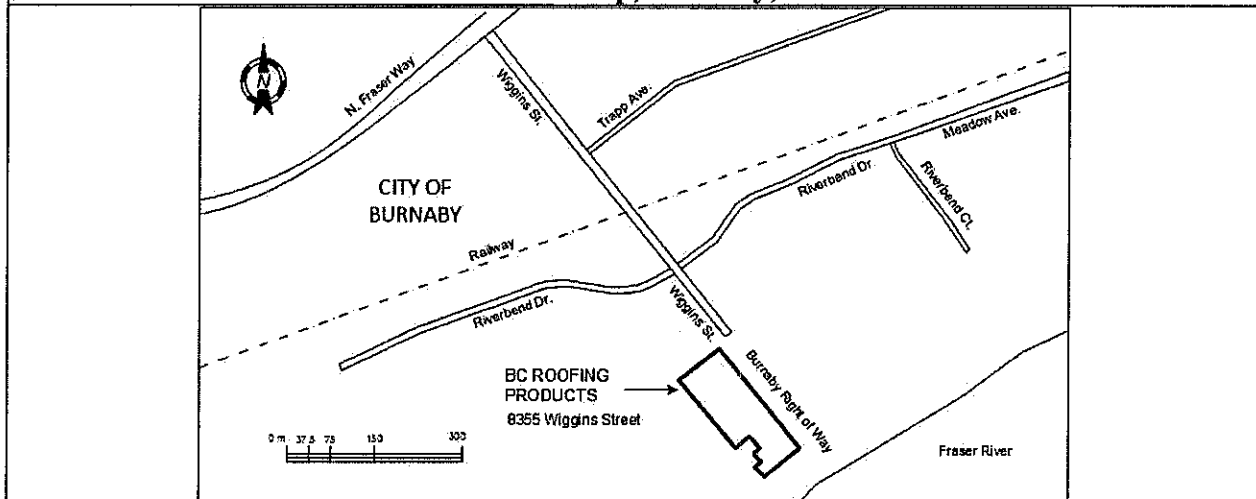 N
N. Fraser Way
Wiggins St.
Trapp Ave.
Meadow Ave.
Riverbend Dr.
Riverbend Ct.
CITY OF
BURNABY
Railway
Riverbend Dr.
Wiggins St.
Burnaby Right of Way
BC ROOFING
PRODUCTS
8355 Wiggins Street
0 m 37.5 75 150 300
Fraser River